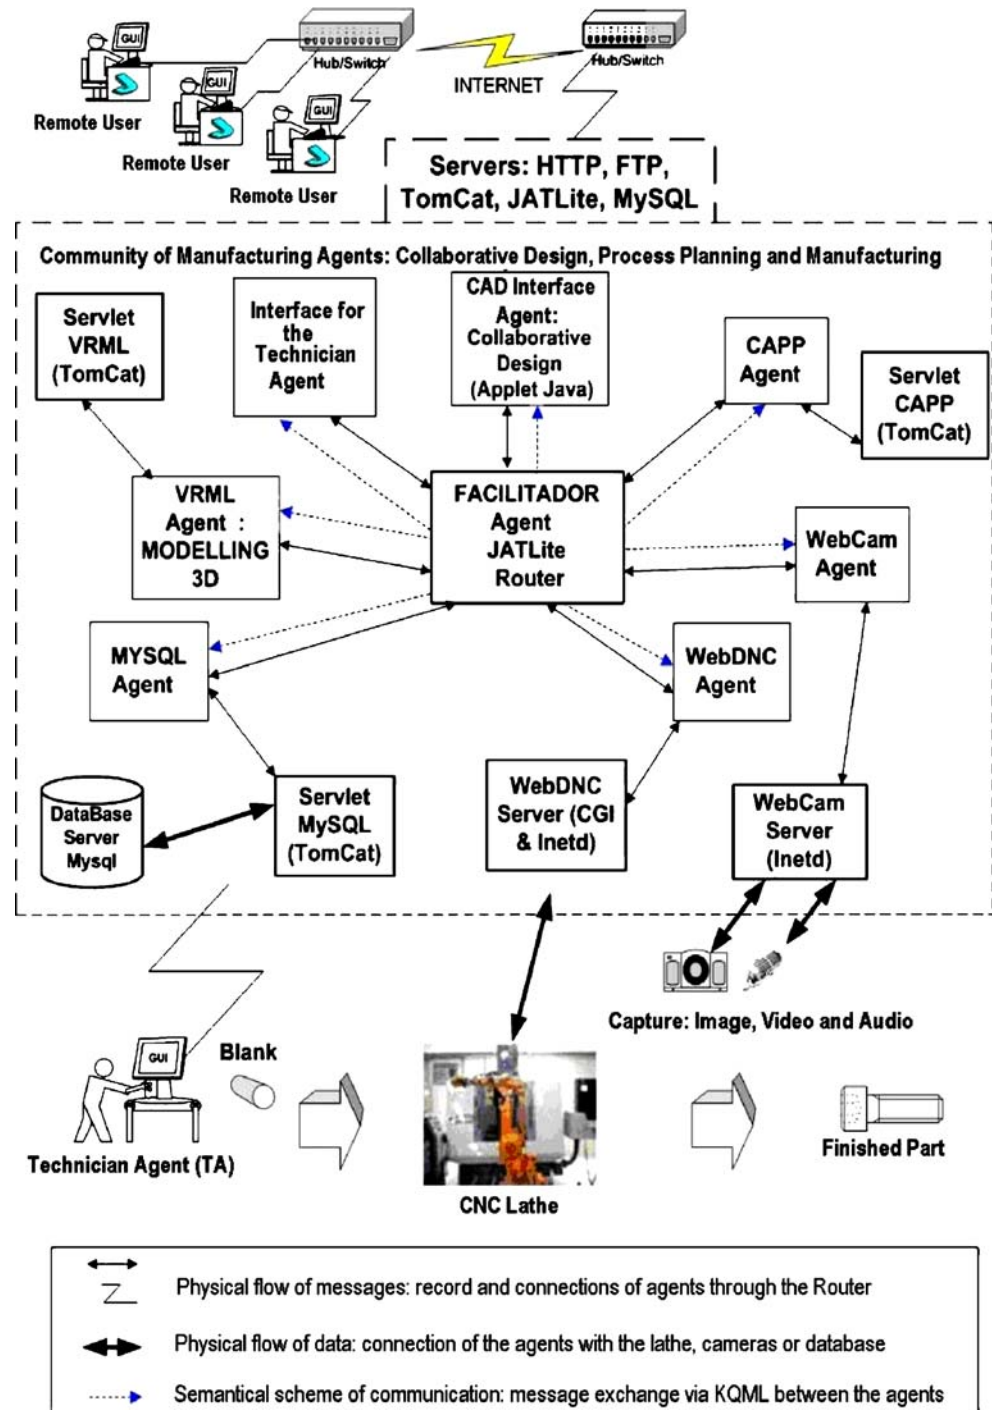 GUI
GUI
GUI
Hub/Switch
INTERNET
Hub/Switch
Remote User
Remote User
Remote User
Servers: HTTP, FTP,
TomCat, JATLite, MySQL
Community of Manufacturing Agents: Collaborative Design, Process Planning and Manufacturing
Servlet
VRML
(TomCat)
Interface for
the
Technician
Agent
CAD Interface
Agent:
Collaborative
Design
(Applet Java)
CAPP
Agent
Servlet
CAPP
(TomCat)
VRML
Agent :
MODELLING
3D
FACILITADOR
Agent
JATLite
Router
WebCam
Agent
MYSQL
Agent
WebDNC
Agent
DataBase
Server
Mysql
Servlet
MySQL
(TomCat)
WebDNC
Server (CGI
& Inetd)
WebCam
Server
(Inetd)
Capture: Image, Video and Audio
GUI
Blank
Technician Agent (TA)
CNC Lathe
Finished Part
Physical flow of messages: record and connections of agents through the Router
Physical flow of data: connection of the agents with the lathe, cameras or database
Semantical scheme of communication: message exchange via KQML between the agents